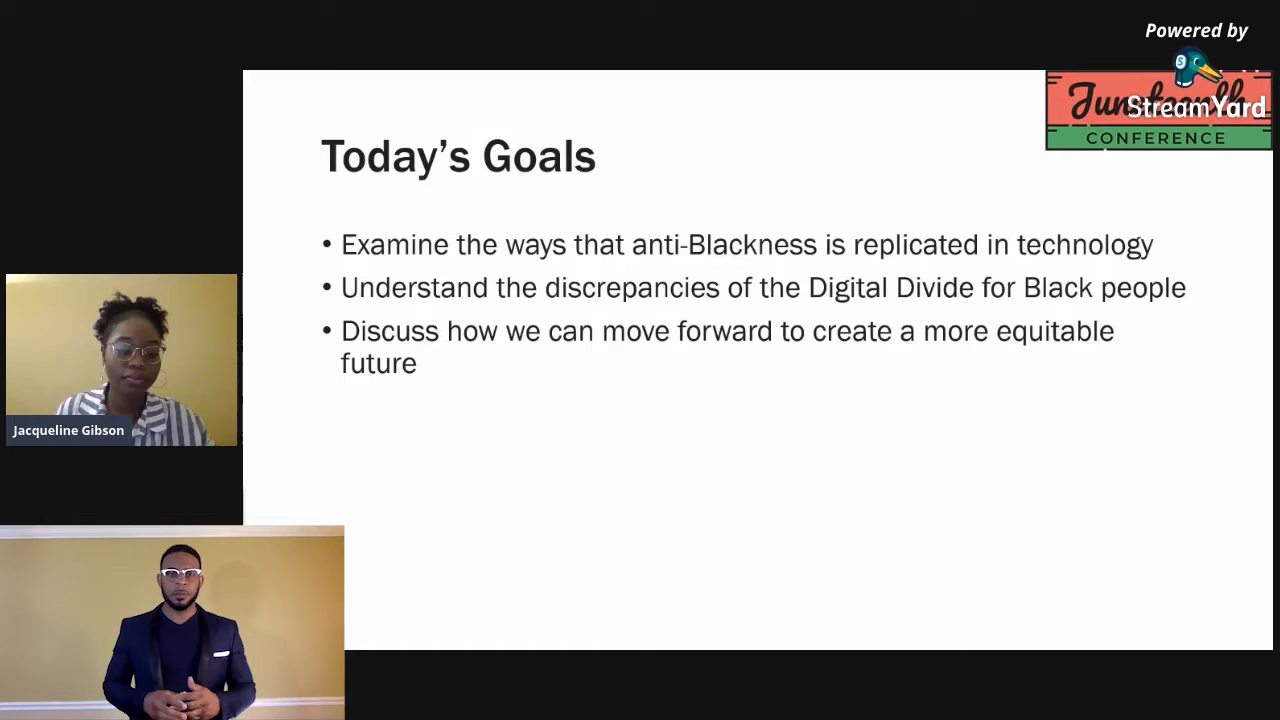 Powered by
StreamYard
CONFERENCE
Today's Goals
• Examine the ways that anti-Blackness is replicated in technology
• Understand the discrepancies of the Digital Divide for Black people
• Discuss how we can move forward to create a more equitable
future
Jacqueline Gibson